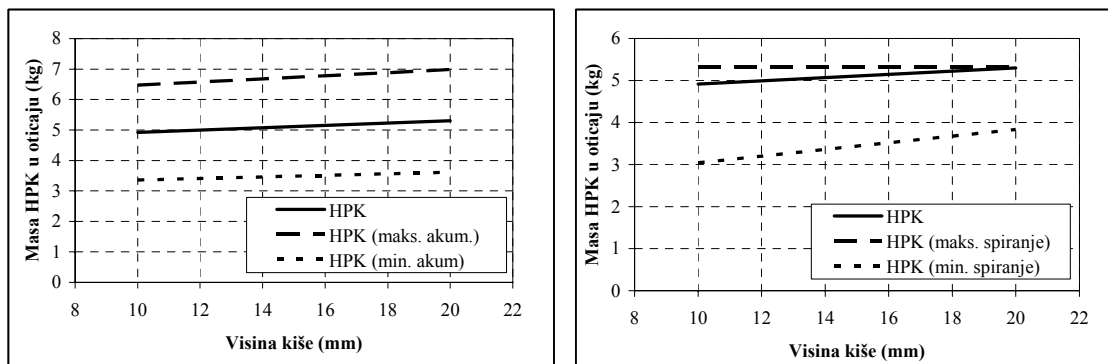 Masa HPK u oticaju (kg)
8
7
6
5
4
3
2
1
0
HPK
HPK (maks. akum.)
HPK (min. akum)
8 10 12 14 16 18 20 22
Visina kiše (mm)
Masa HPK u oticaju (kg)
6
5
4
3
2
1
0
HPK
HPK (maks. spiranje)
HPK (min. spiranje)
8 10 12 14 16 18 20 22
Visina kiše (mm)